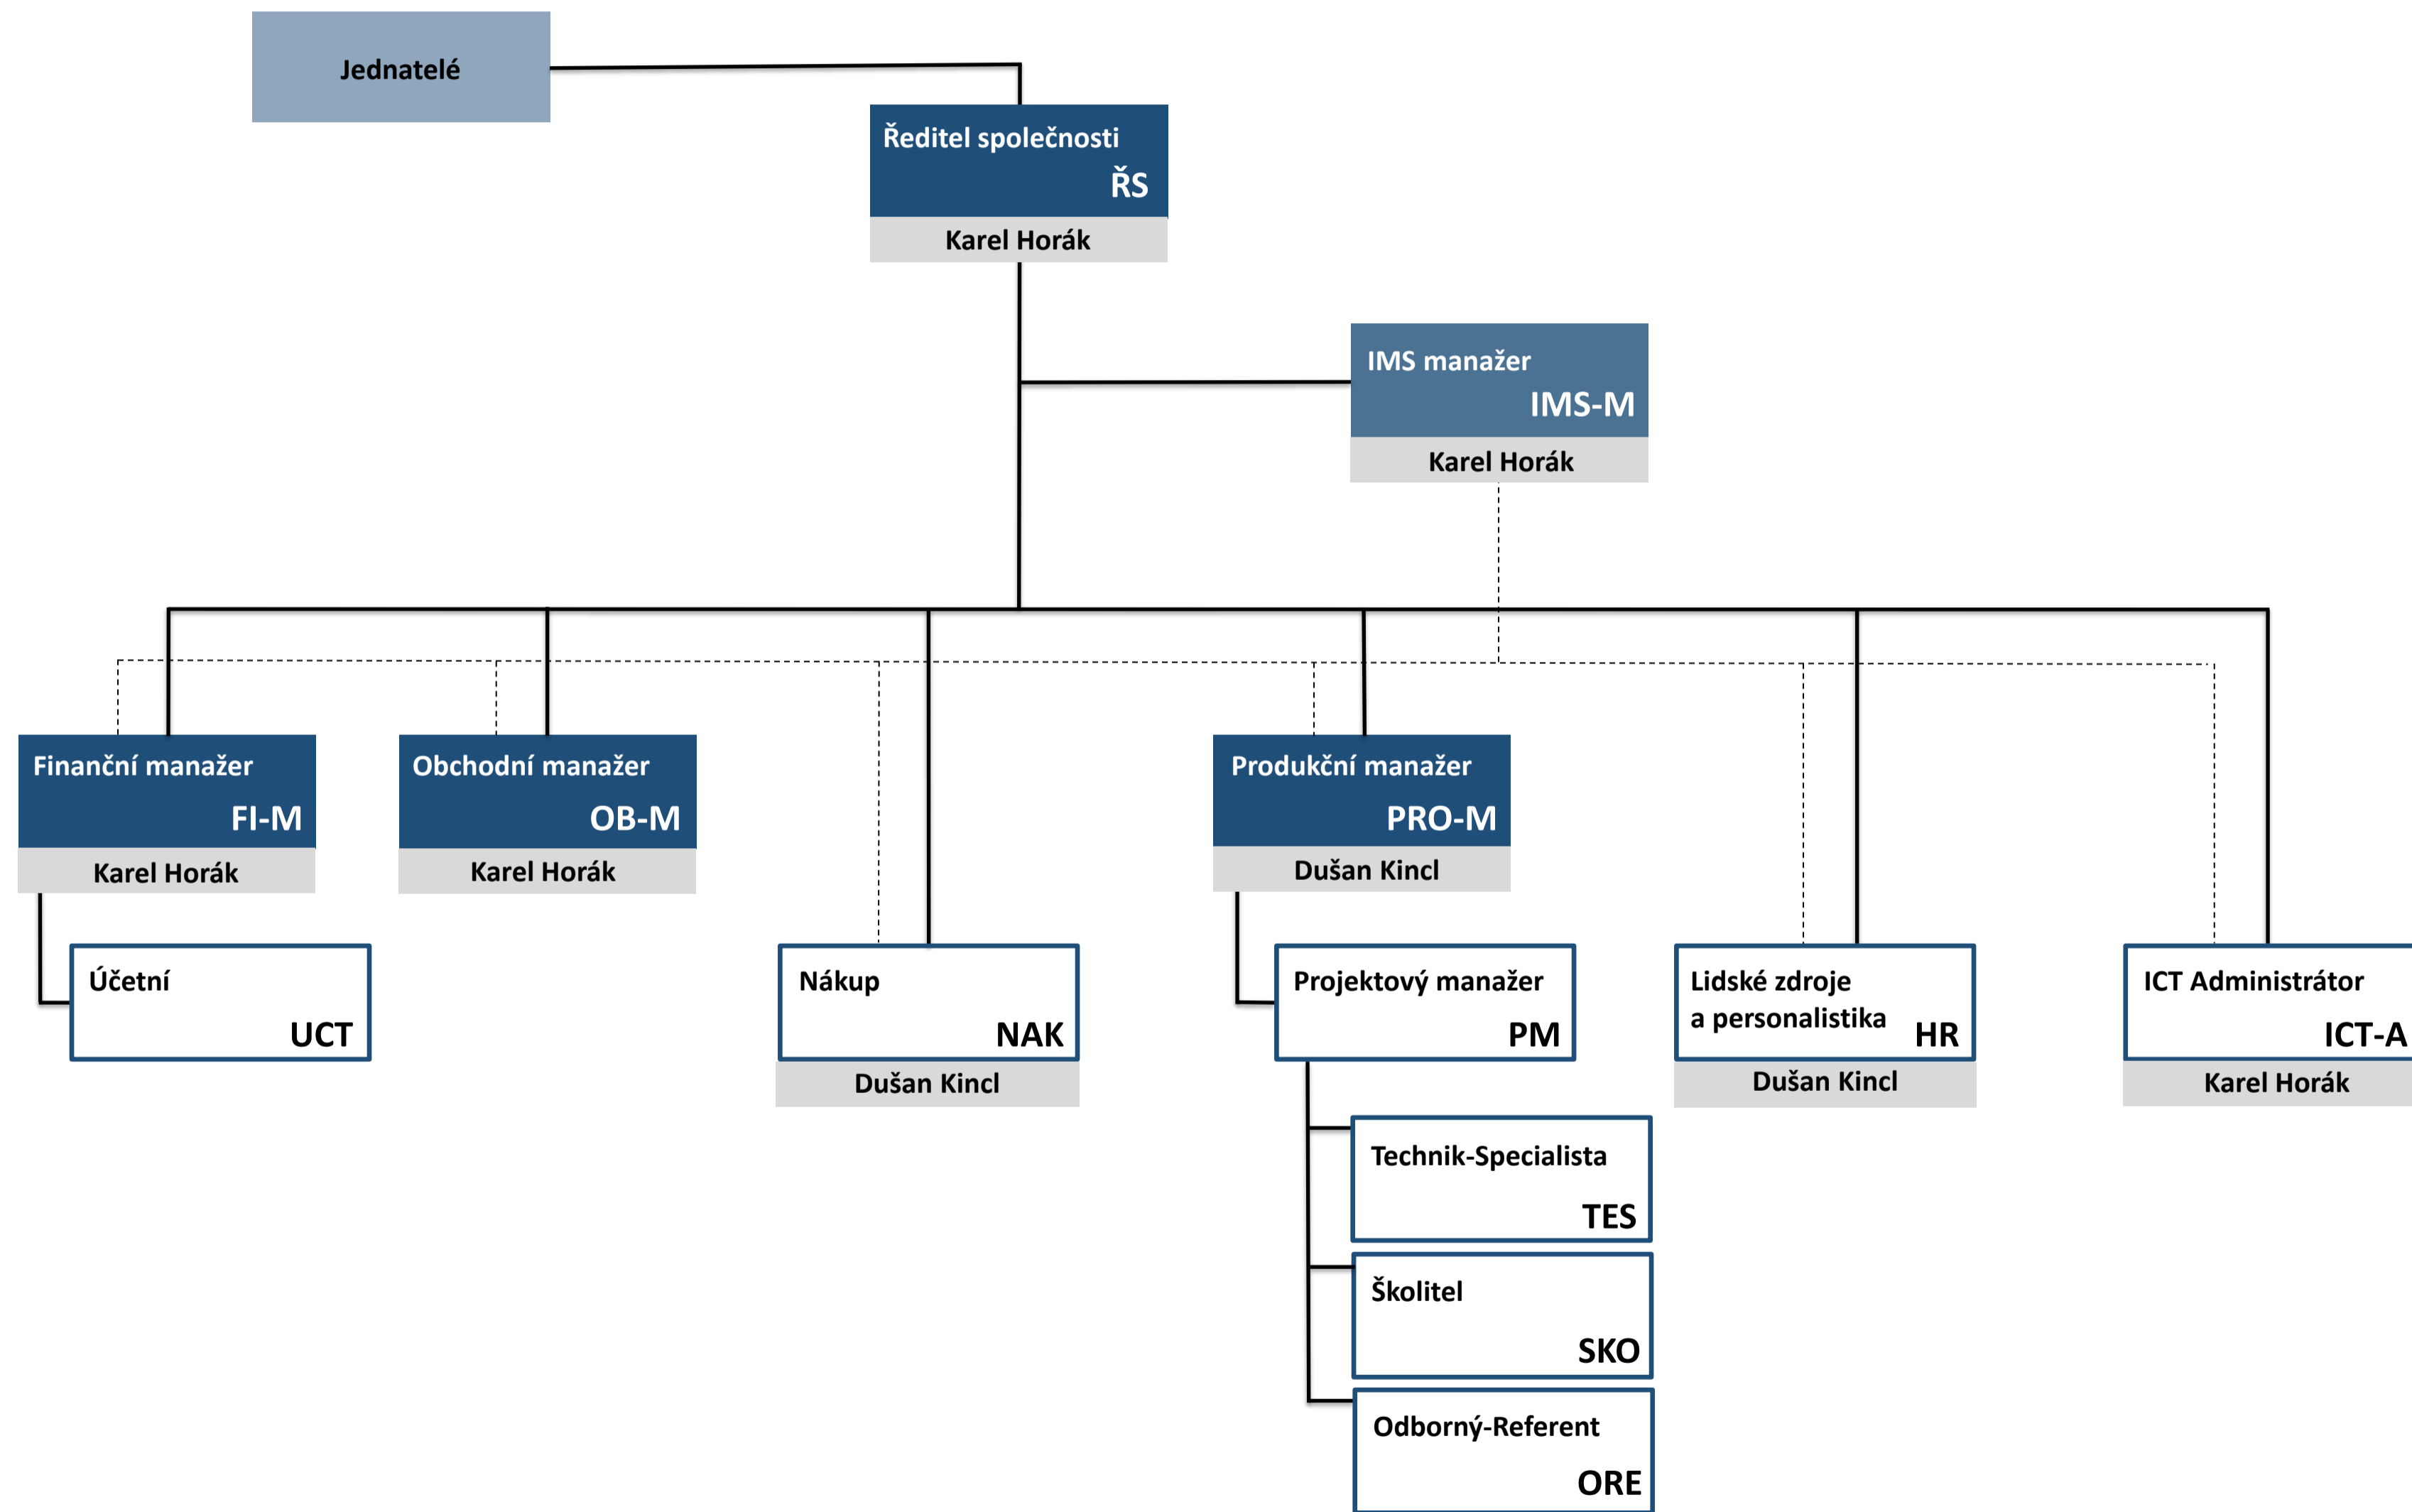 Jednatelé
Ředitel společnosti
ŘS
Karel Horák
IMS manažer
IMS-M
Karel Horák
Finanční manažer
FI-M
Karel Horák
Obchodní manažer
OB-M
Karel Horák
Produkční manažer
PRO-M
Dušan Kincl
Účetní
UCT
Nákup
NAK
Dušan Kincl
Projektový manažer
PM
Lidské zdroje
a personalistika
HR
Dušan Kincl
ICT Administrátor
ICT-A
Karel Horák
Technik-Specialista
TES
Školitel
SKO
Odborný-Referent
ORE